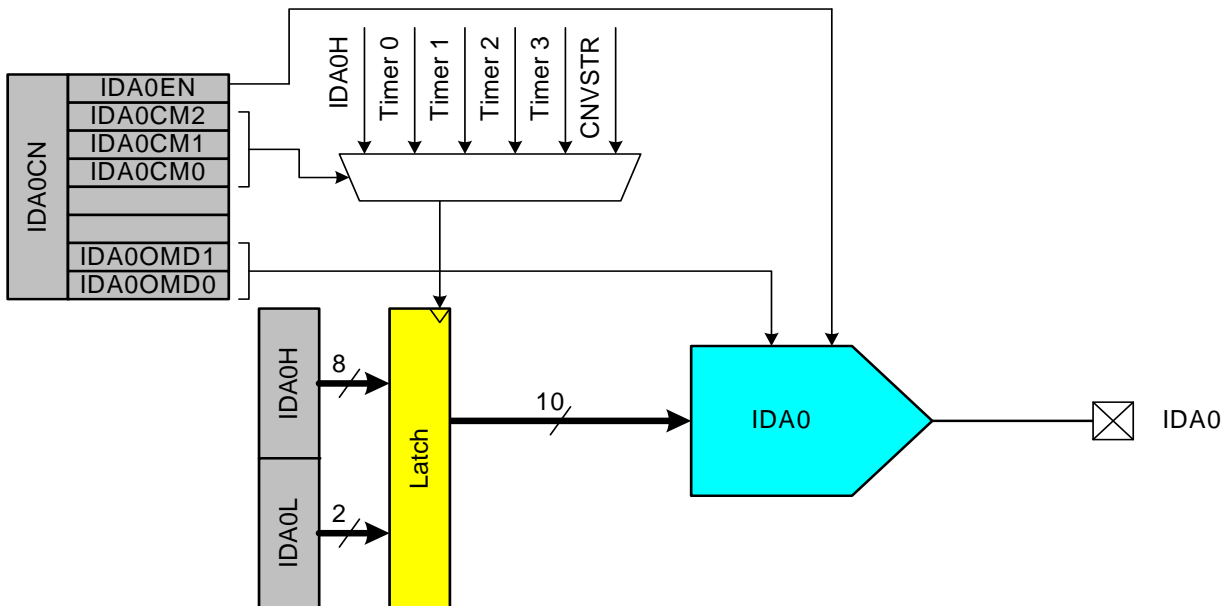 IDA0CN
IDA0EN
IDA0CM2
IDA0CM1
IDA0CM0
IDA0OMD1
IDA0OMD0
IDA0H
Timer 0
Timer 1
Timer 2
Timer 3
CNVSTR
IDA0H
8
IDA0L
2
Latch
10
IDA0
IDA0